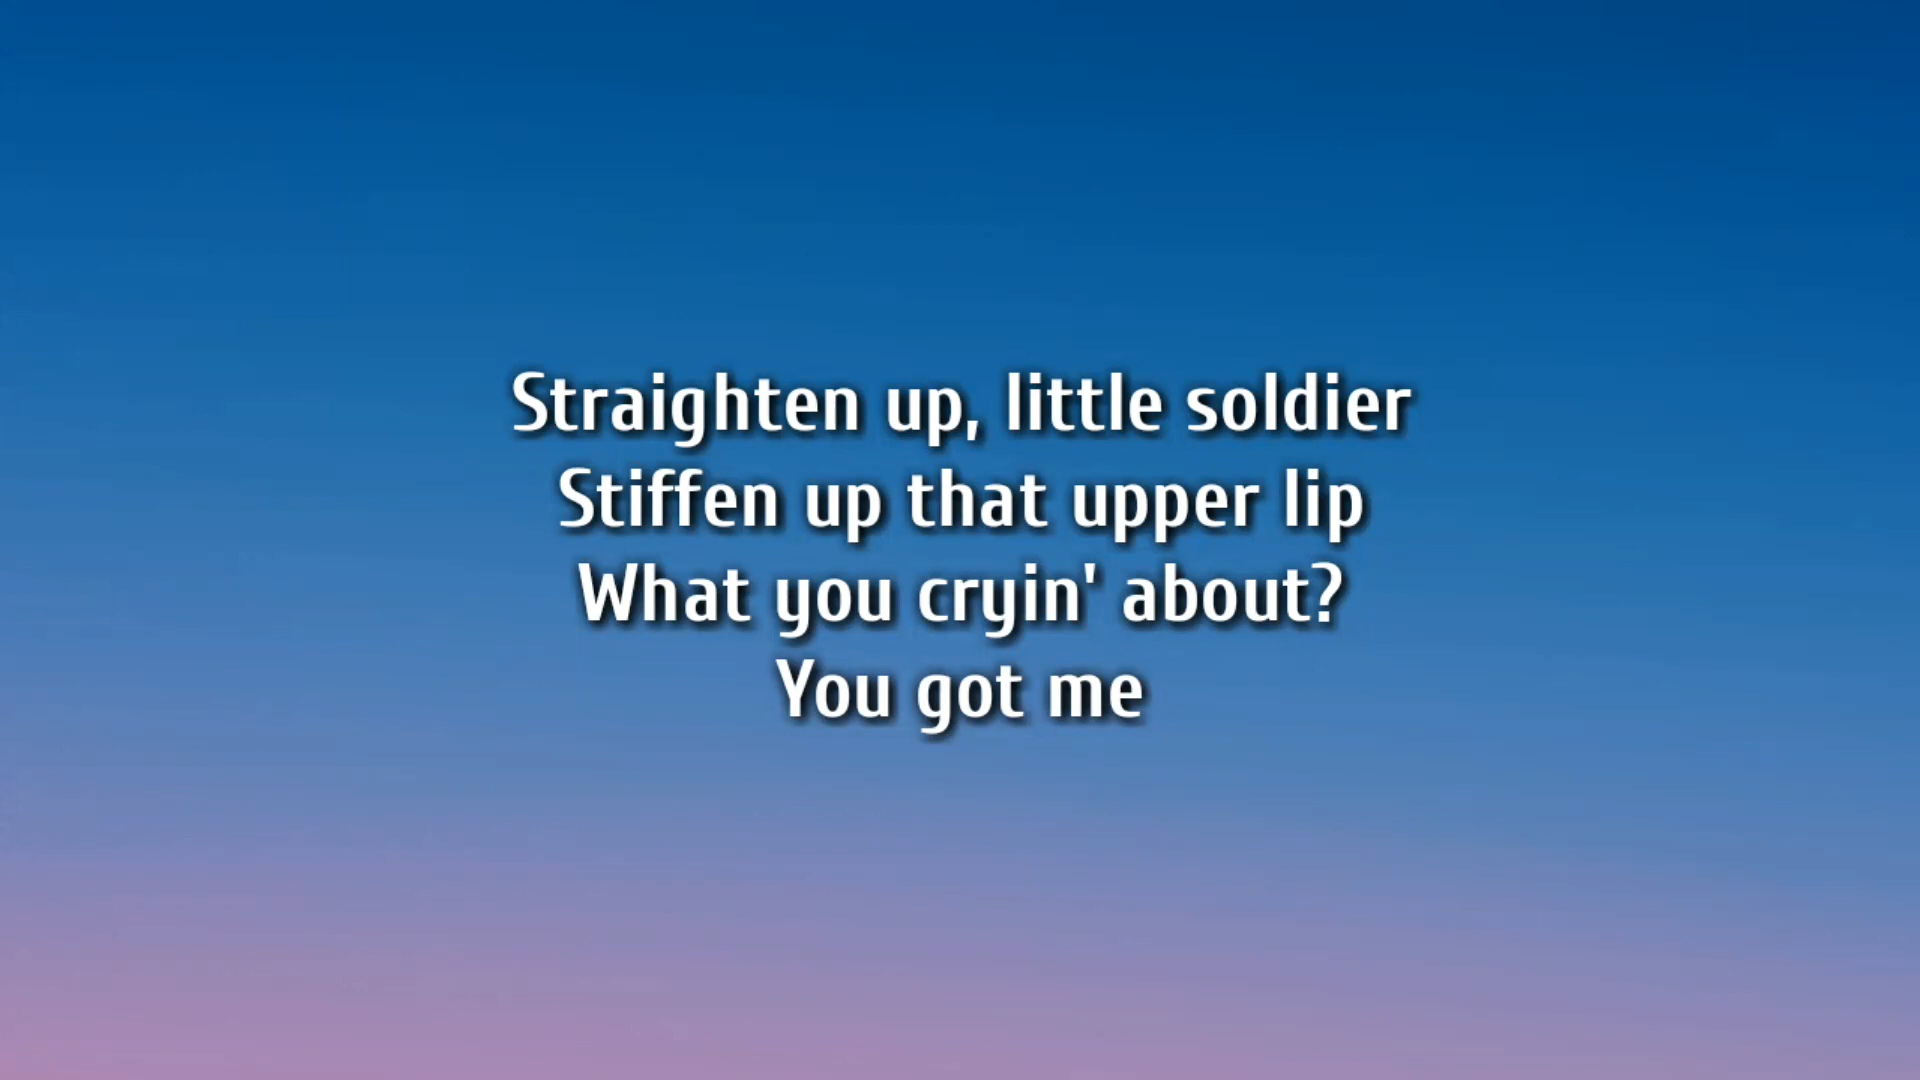 Straighten up, little soldier
Stiffen up that upper lip
What you cryin' about?
You got me